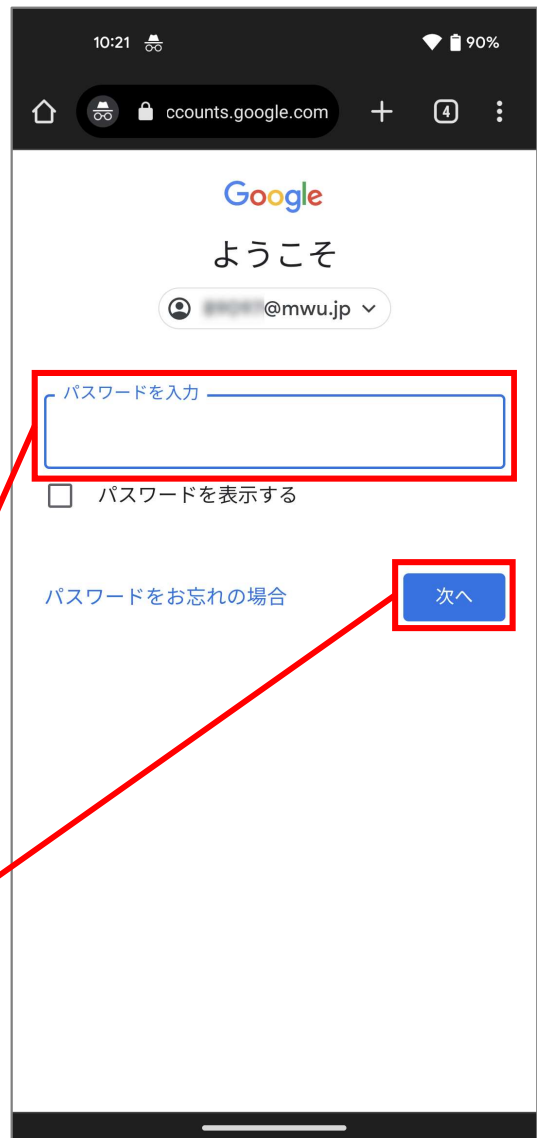 10:21 90%
ccounts.google.com 4
Google
ようこそ
@mwu.jp
パスワードを入力
パスワードを表示する
パスワードをお忘れの場合 次へ